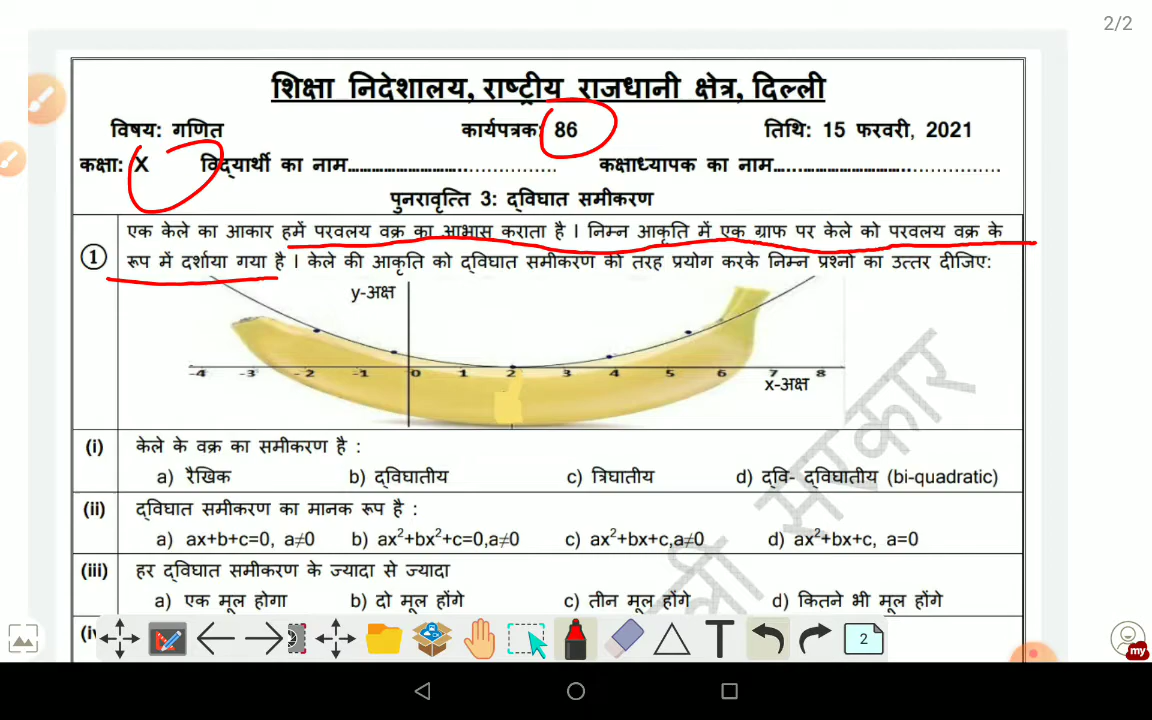 2/2
शिक्षा निदेशालय, राष्ट्रीय राजधानी क्षेत्र, दिल्ली
विषय: गणित कार्यपत्रक: 86 तिथि: 15 फरवरी, 2021
कक्षा: X विद्यार्थी का नाम................................... कक्षाध्यापक का नाम.......................................
पुनरावृत्ति 3: द्विघात समीकरण
एक केले का आकार हमें परवलय वक्र का आभास कराता है । निम्न आकृति में एक ग्राफ पर केले को परवलय वक्र के
1 रूप में दर्शाया गया है । केले की आकृति को द्विघात समीकरण की तरह प्रयोग करके निम्न प्रश्नो का उत्तर दीजिए:
y-अक्ष
-4 -3 -2 -1 0 1 2 3 4 5 6 7 8
x-अक्ष
(i) केले के वक्र का समीकरण है :
a) रैखिक b) द्विघातीय c) त्रिघातीय d) द्वि- द्विघातीय (bi-quadratic)
(ii) द्विघात समीकरण का मानक रूप है :
a) ax+b+c=0, a≠0 b) ax²+bx²+c=0,a≠0 c) ax²+bx+c,a≠0 d) ax²+bx+c, a=0
(iii) हर द्विघात समीकरण के ज्यादा से ज्यादा
a) एक मूल होगा b) दो मूल होंगे c) तीन मूल होंगे d) कितने भी मूल होंगे
सरकार
T 2
my